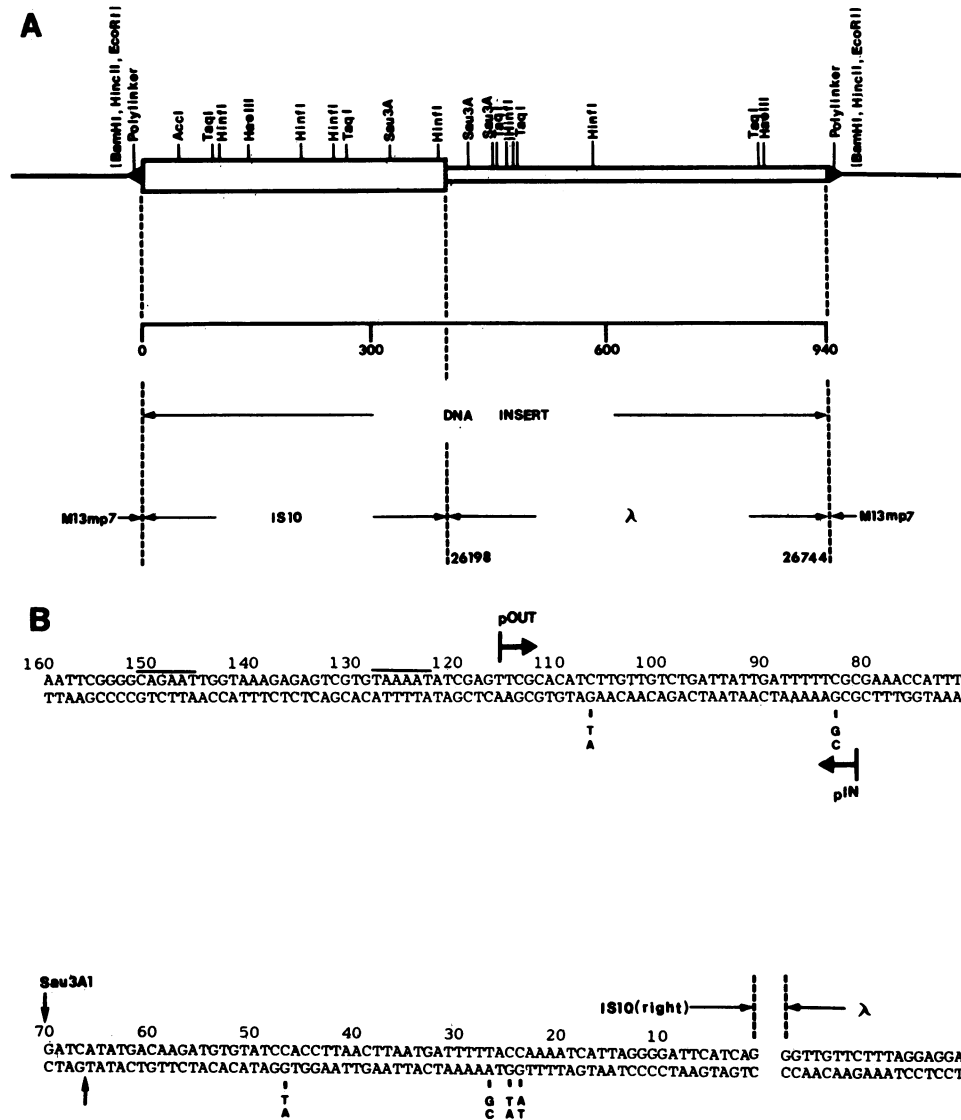 A
[BamHI, HincII, EcoRI]
Polylinker
AccI
TaqI
HinfI
HaeIII
HinfI
HinfI
TaqI
Sau3A
HinfI
Sau3A
Sau3A
TaqI
HinfI
TaqI
HinfI
TaqI
HaeIII
Polylinker
[BamHI, HincII, EcoRI]
0 300 600 940
DNA INSERT
M13mp7 IS10 λ M13mp7
26198 26744
B
pOUT
160 150 140 130 120 110 100 90 80
AATTCGGGGCAGAATTGGTAAAGAGAGTCGTGTAAAATATCGAGTTCGCACATCTTGTTGTCTGATTATTGATTTTTCGCGAAACCATTT
TTAAGCCCCGTCTTAACCATTTCTCTCAGCACATTTTATAGCTCAAGCGTGTAGAACAACAGACTAATAACTAAAAAGCGCTTTGGTAAA
T G
A C
pIN
Sau3A1
IS10(right) λ
70 60 50 40 30 20 10
GATCATATGACAAGATGTGTATCCACCTTAACTTAATGATTTTTACCAAAATCATTAGGGGATTCATCAG GGTTGTTCTTTAGGAGGA
CTAGTATACTGTTCTACACATAGGTGGAATTGAATTACTAAAAATGGTTTTAGTAATCCCCTAAGTAGTC CCAACAAGAAATCCTCCT
T G T A
A C A T